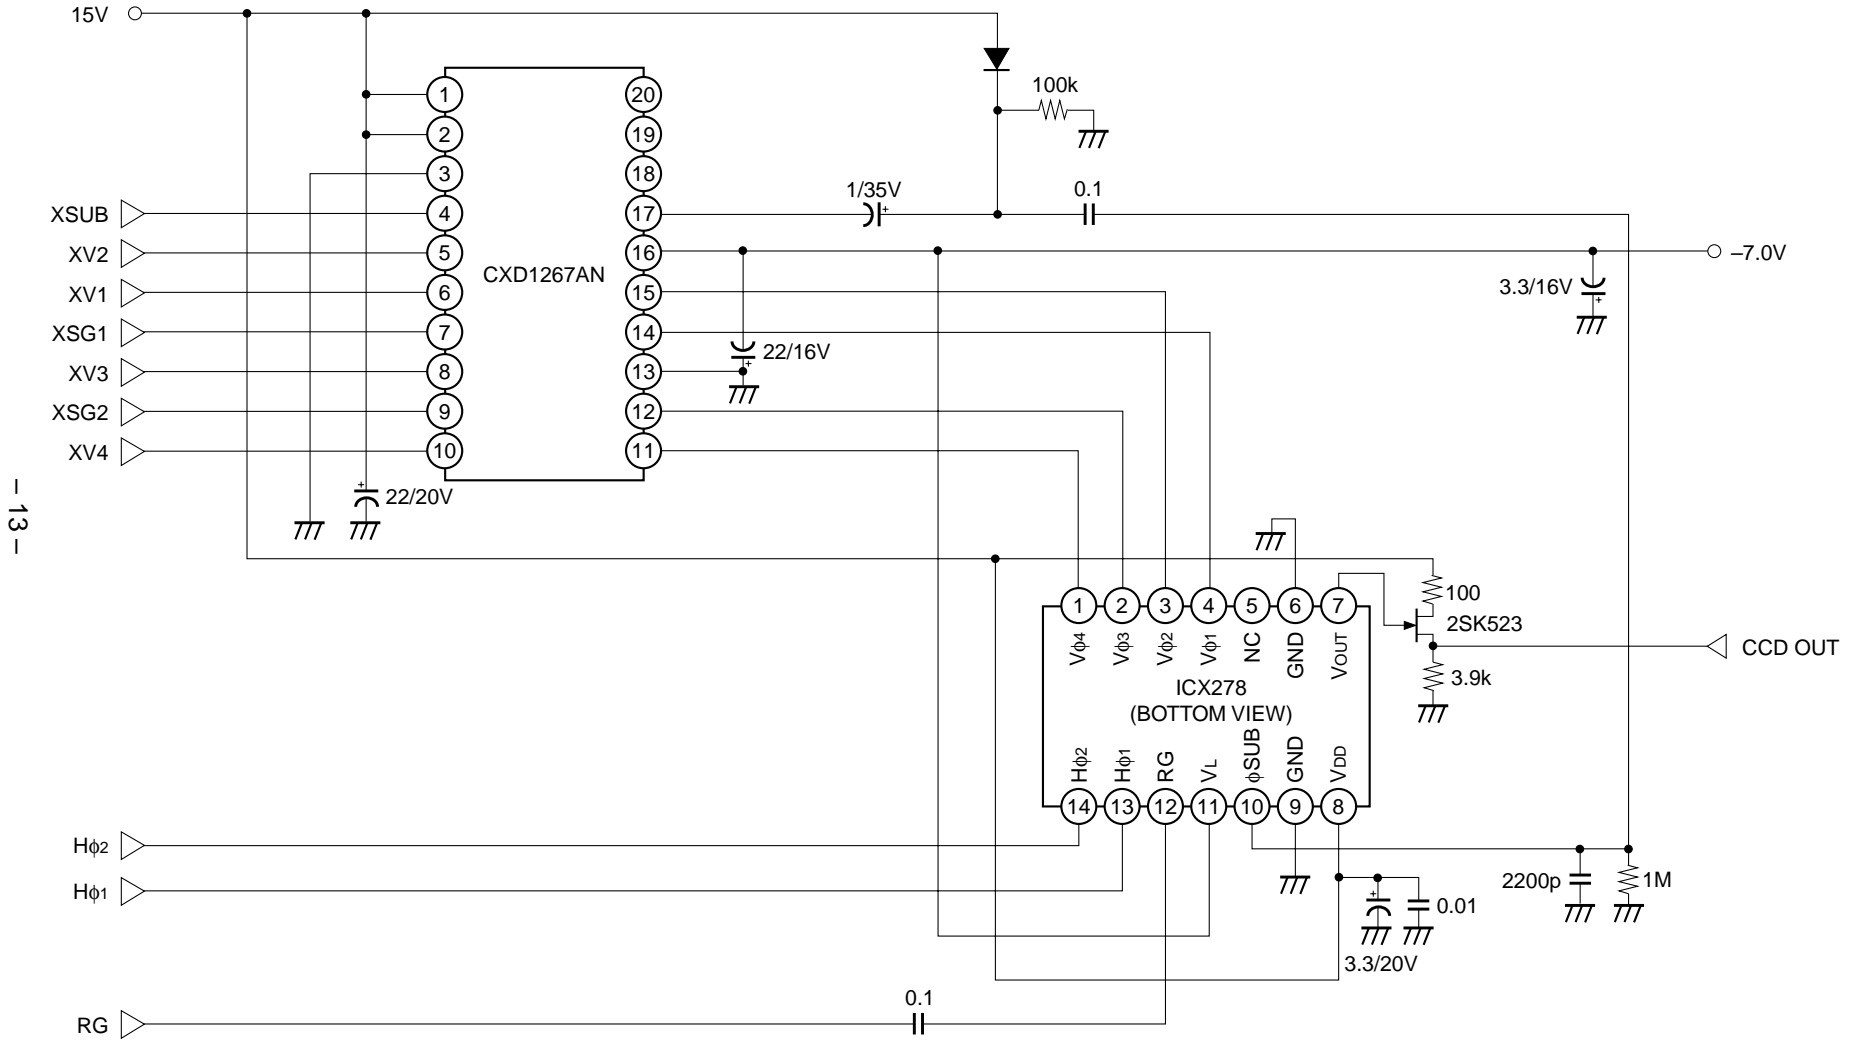 15V
100k
1
2
3
4
5
6
7
8
9
10
20
19
18
17
16
15
14
13
12
11
CXD1267AN
XSUB
XV2
XV1
XSG1
XV3
XSG2
XV4
1/35V
+
0.1
–7.0V
3.3/16V
+
22/16V
+
+
22/20V
– 13 –
100
2SK523
CCD OUT
3.9k
1
2
3
4
5
6
7
Vϕ4
Vϕ3
Vϕ2
Vϕ1
NC
GND
VOUT
ICX278
(BOTTOM VIEW)
Hϕ2
Hϕ1
RG
VL
ϕSUB
GND
VDD
14
13
12
11
10
9
8
Hϕ2
Hϕ1
2200p
1M
+
0.01
3.3/20V
0.1
RG